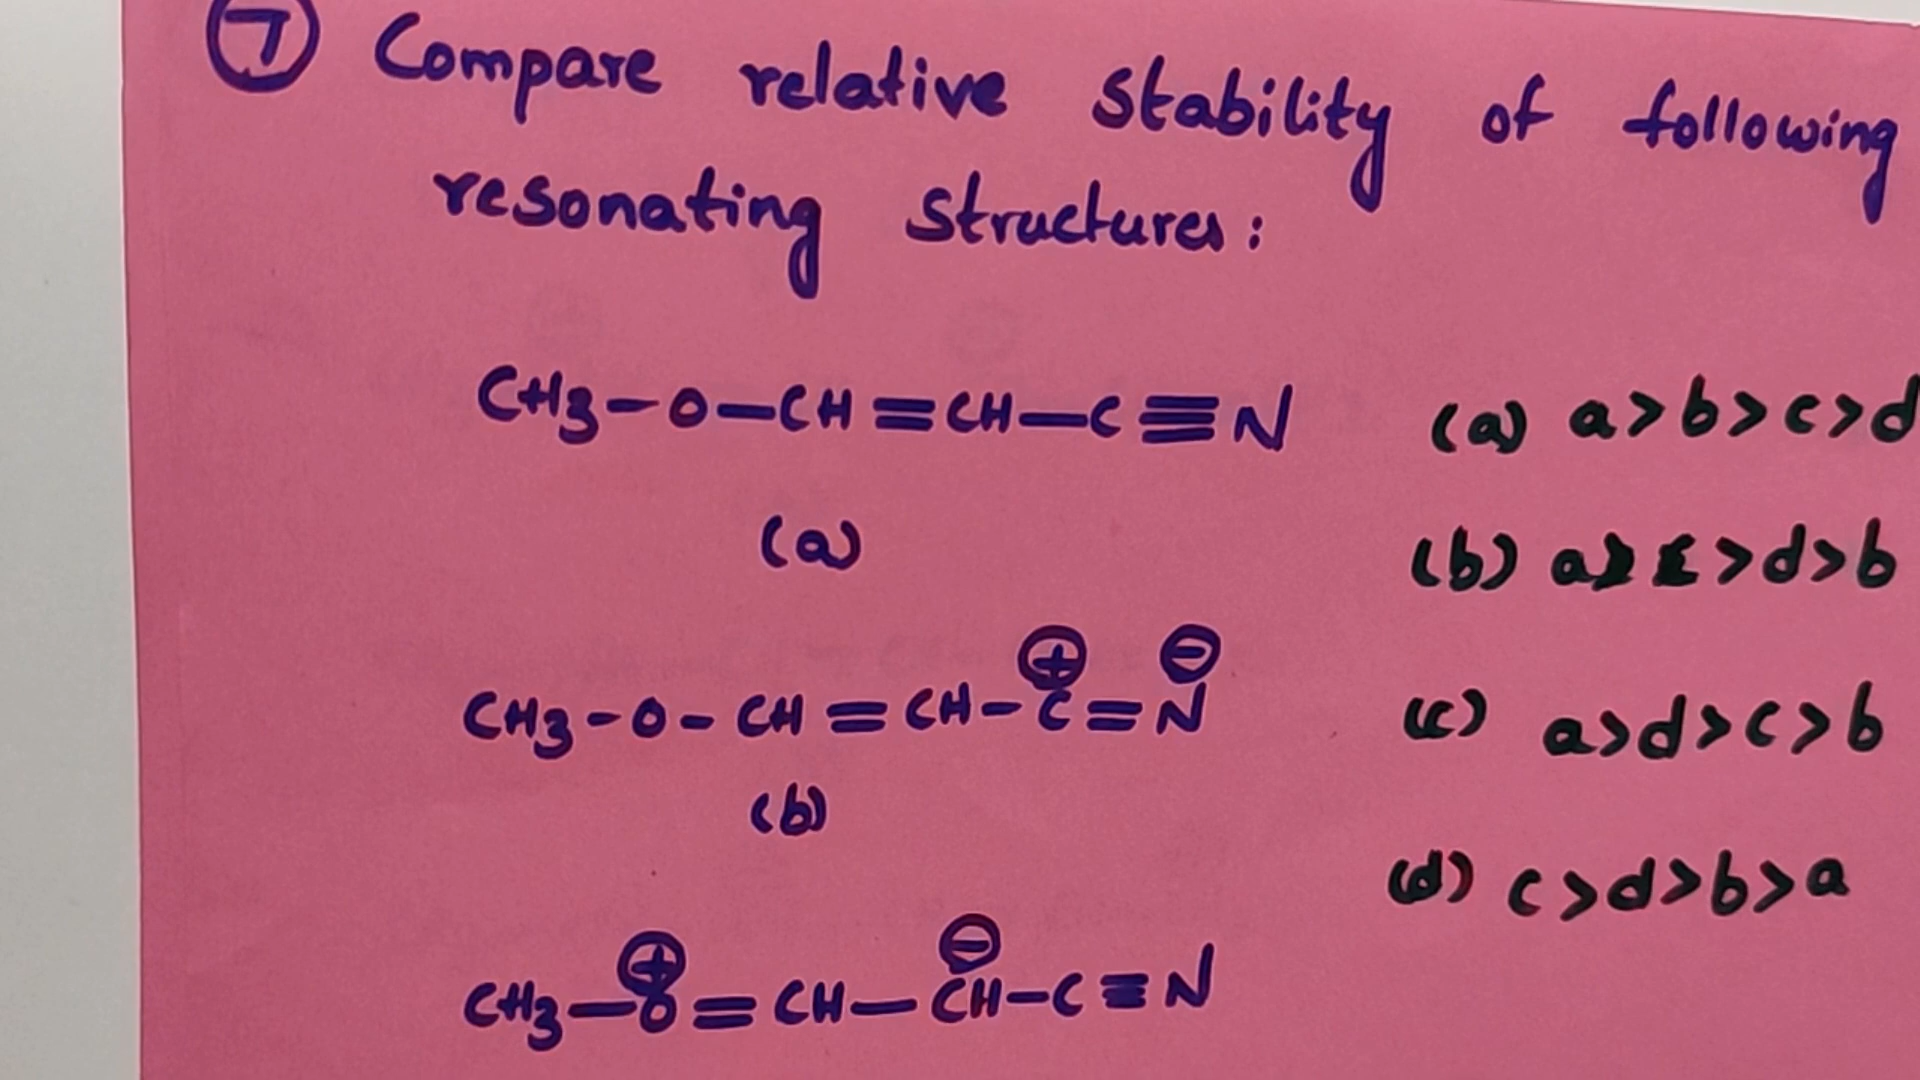 ⑦ Compare relative stability of following
resonating structures:
CH3-O-CH=CH-C≡N
(a) a>b>c>d
(a)
(b) a>c>d>b
CH3-O-CH=CH-C⊕=N⊖
(c) a>d>c>b
(b)
(d) c>d>b>a
CH3-O⊕=CH-CH⊖-C≡N